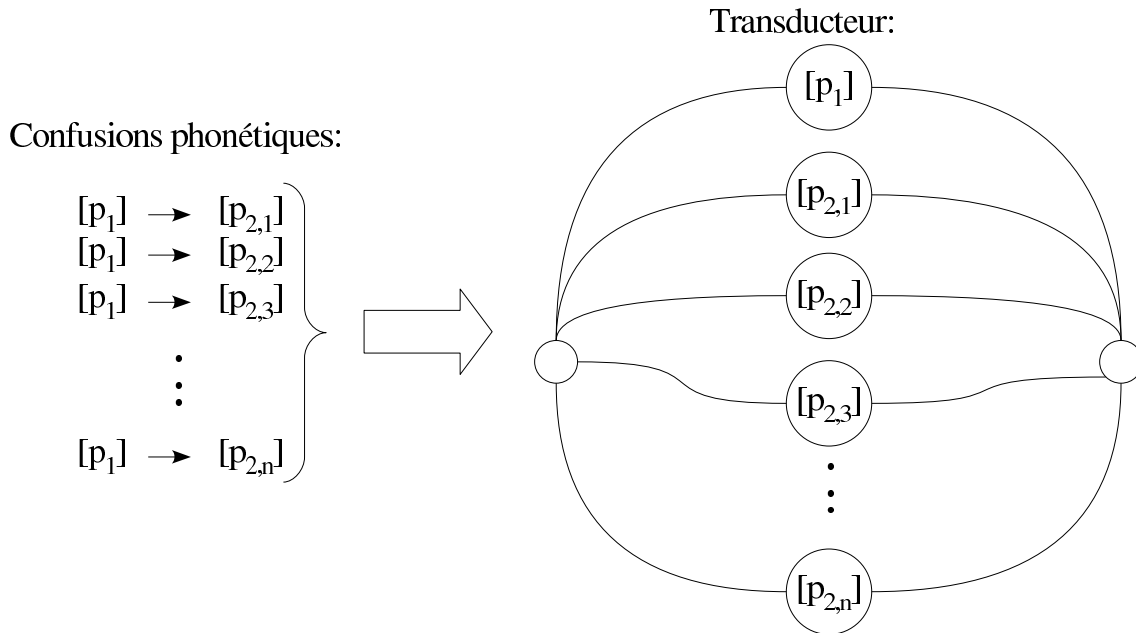 Transducteur:
Confusions phonétiques:
[p1] → [p2,1]
[p1] → [p2,2]
[p1] → [p2,3]
[p1] → [p2,n]
[p1]
[p2,1]
[p2,2]
[p2,3]
[p2,n]